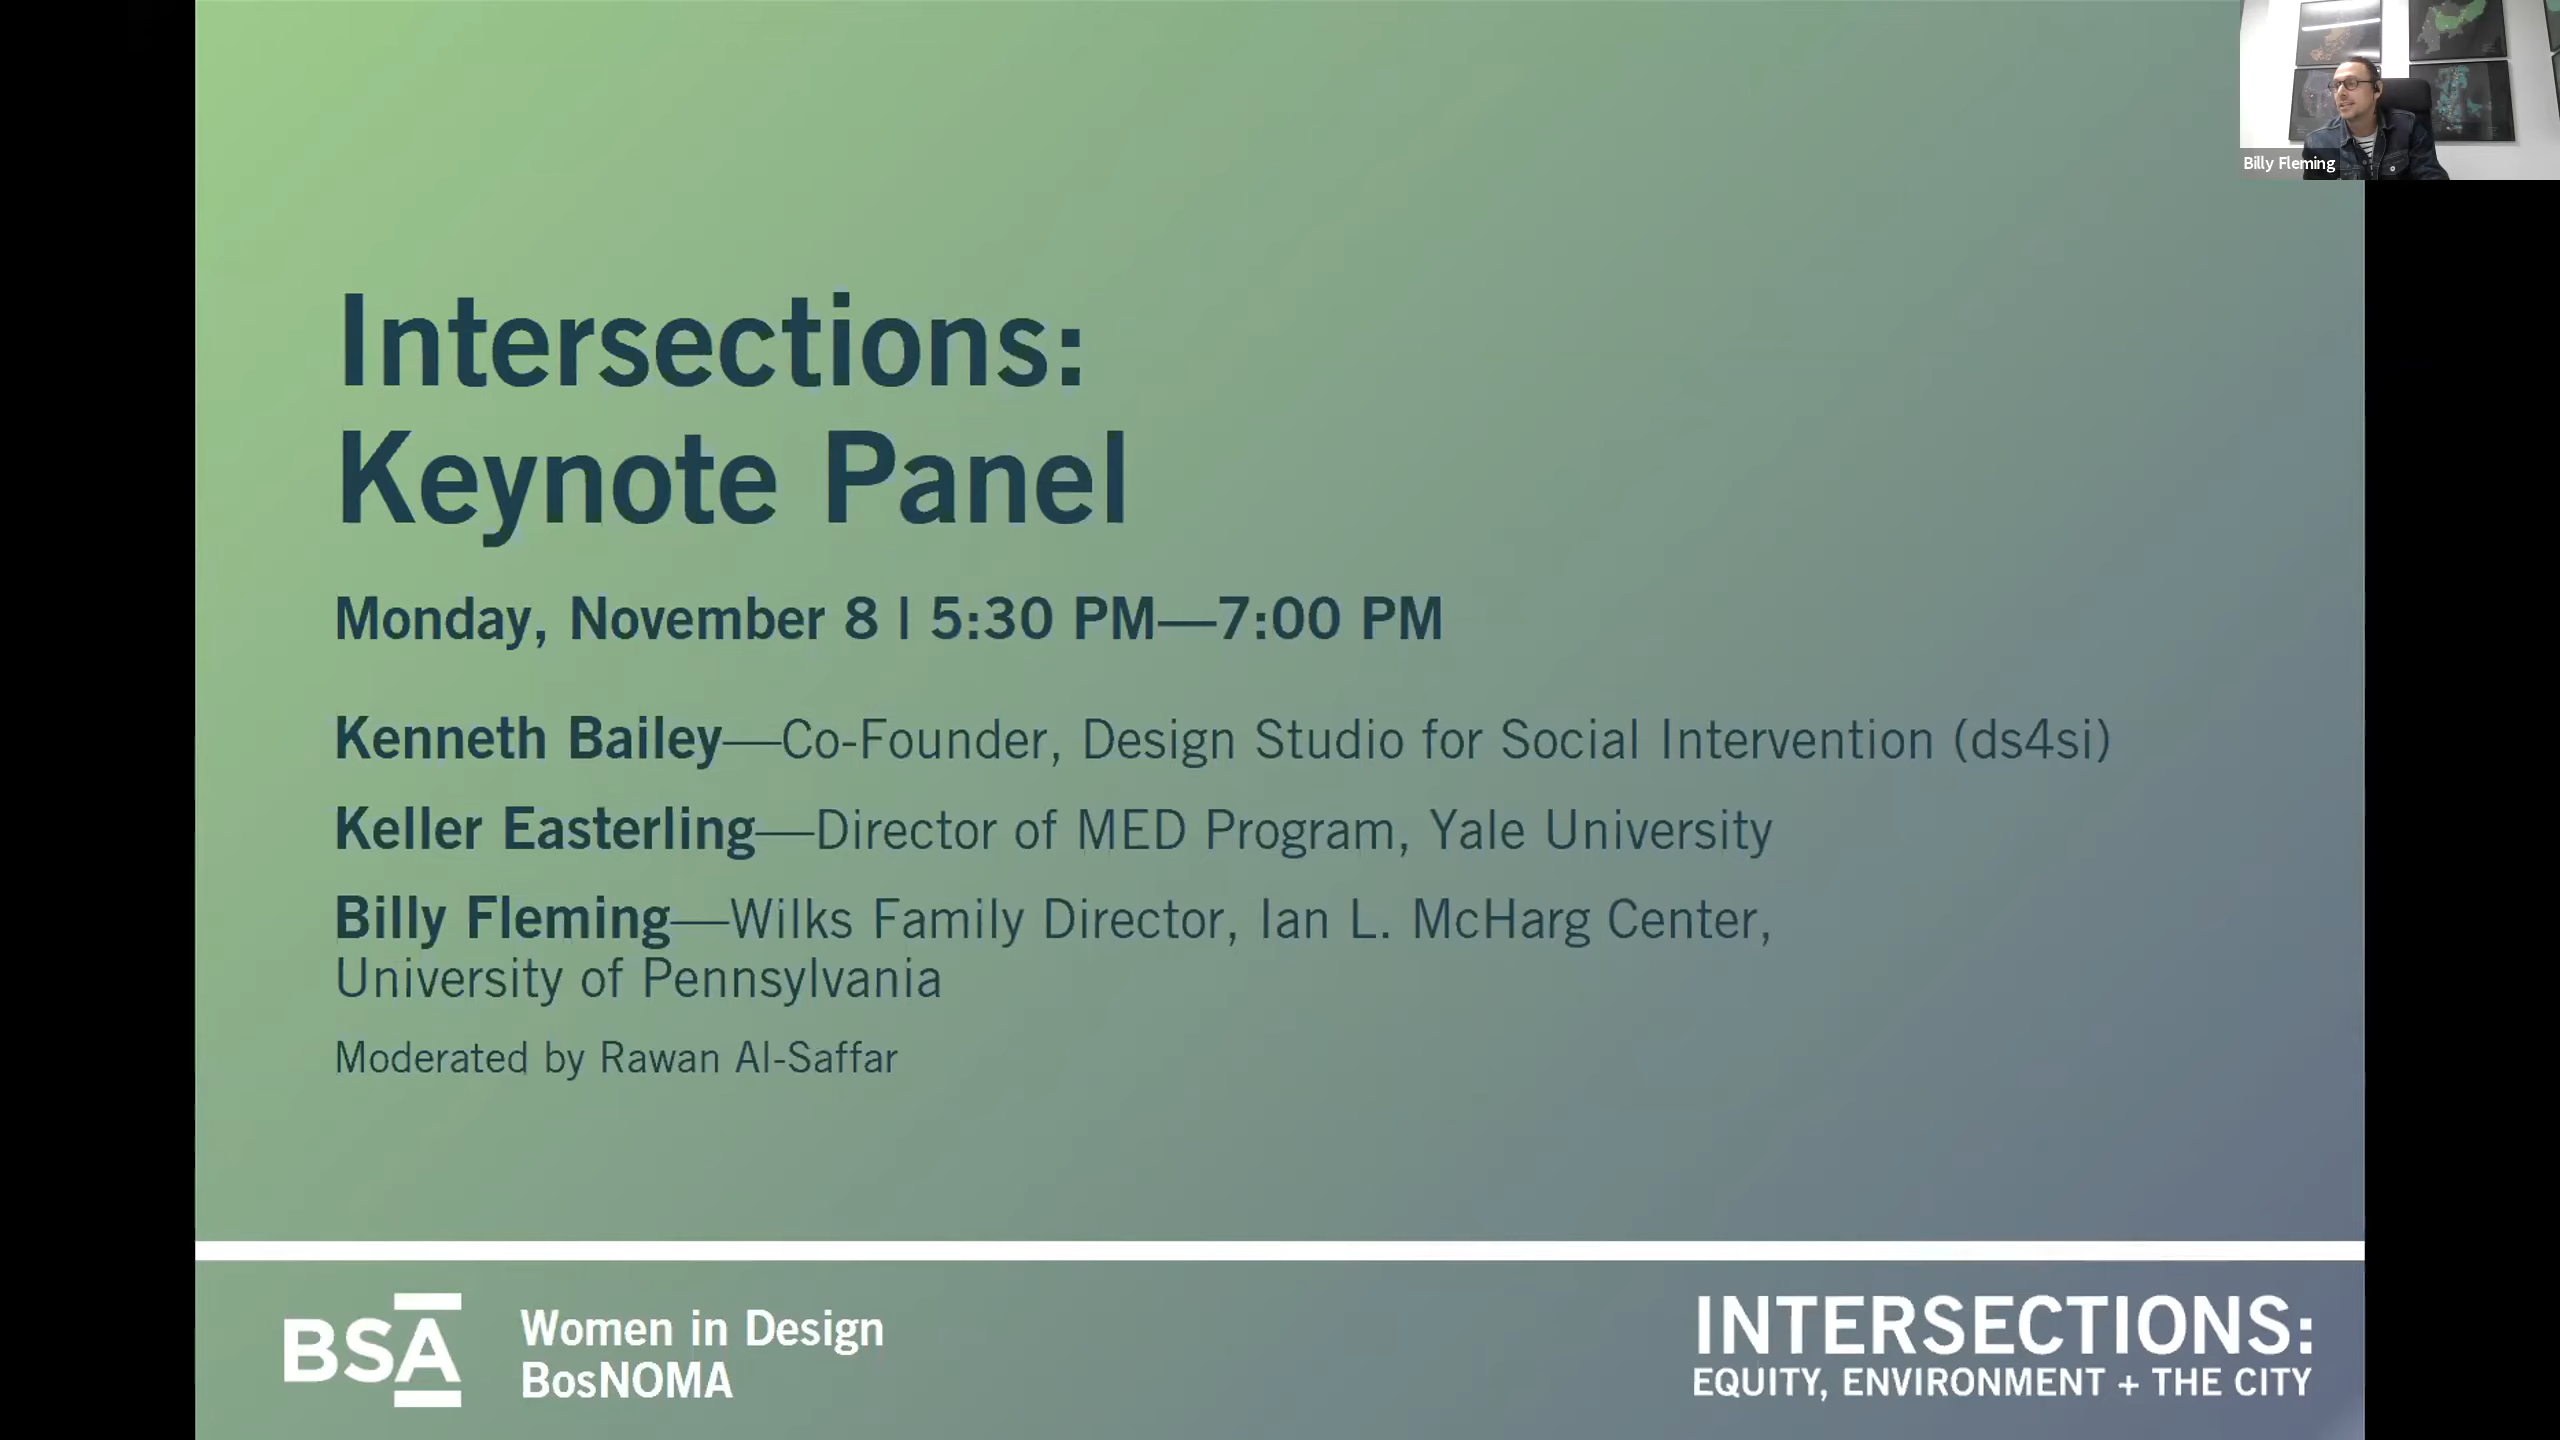 Billy Fleming
Intersections:
Keynote Panel
Monday, November 8 | 5:30 PM—7:00 PM
Kenneth Bailey—Co-Founder, Design Studio for Social Intervention (ds4si)
Keller Easterling—Director of MED Program, Yale University
Billy Fleming—Wilks Family Director, Ian L. McHarg Center,
University of Pennsylvania
Moderated by Rawan Al-Saffar
BSA
Women in Design
BosNOMA
INTERSECTIONS:
EQUITY, ENVIRONMENT + THE CITY